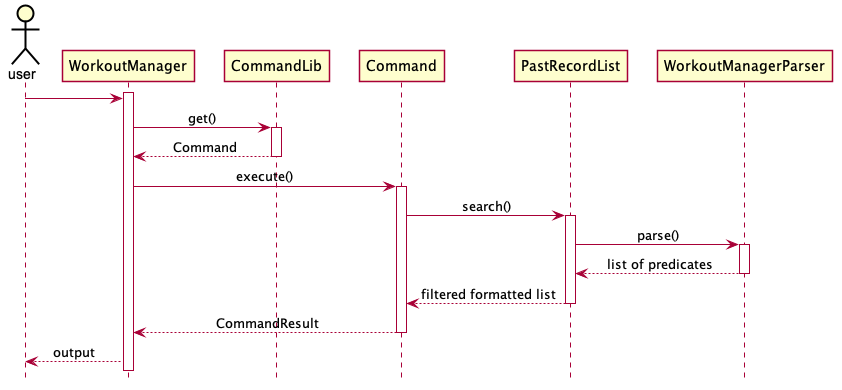 user
WorkoutManager
CommandLib
Command
PastRecordList
WorkoutManagerParser
get()
Command
execute()
search()
parse()
list of predicates
filtered formatted list
CommandResult
output